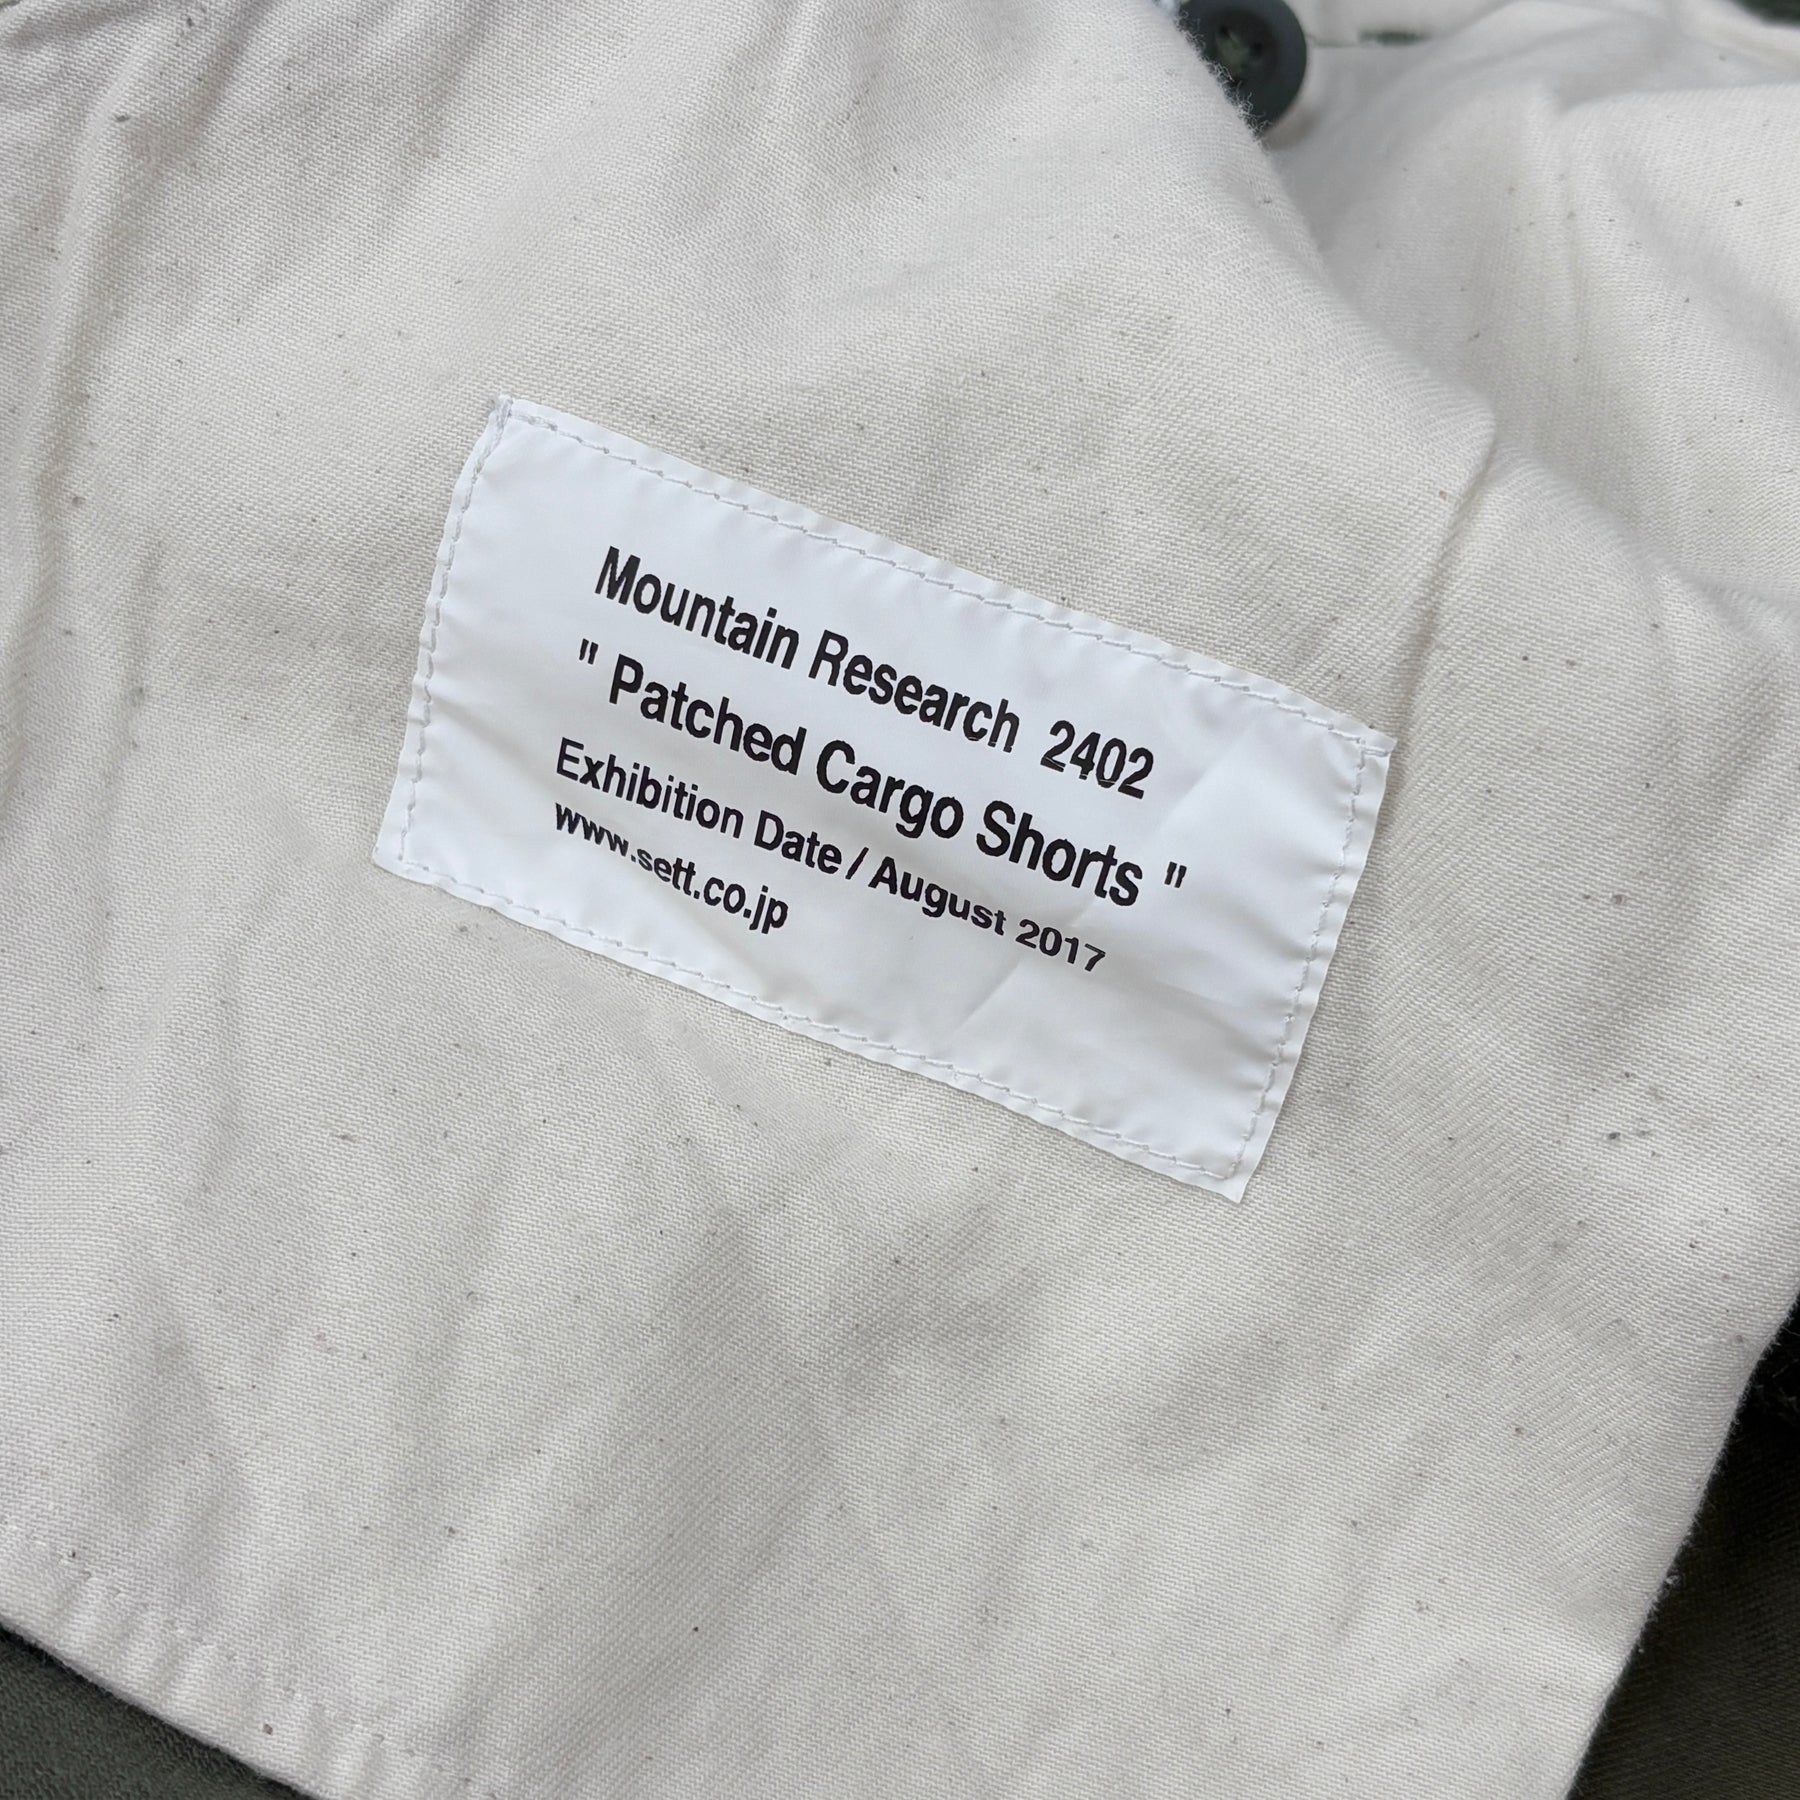 Mountain Research 2402
" Patched Cargo Shorts "
Exhibition Date / August 2017
www.sett.co.jp